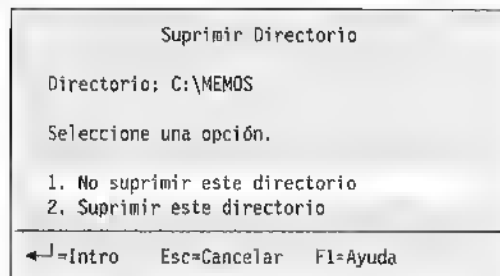 Suprimir Directorio
Directorio: C:\MEMOS
Seleccione una opción.
1. No suprimir este directorio
2. Suprimir este directorio
←┘=Intro Esc=Cancelar F1=Ayuda